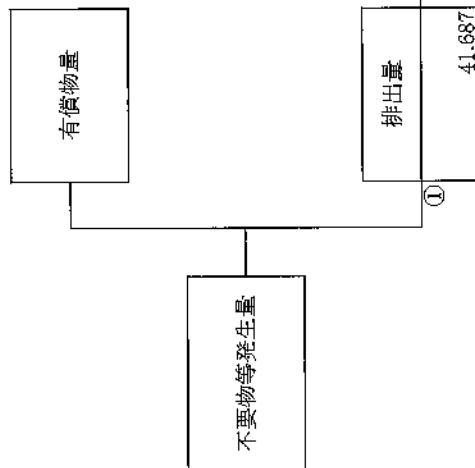 有償物量
不要物等発生量
排出量
①
41.687